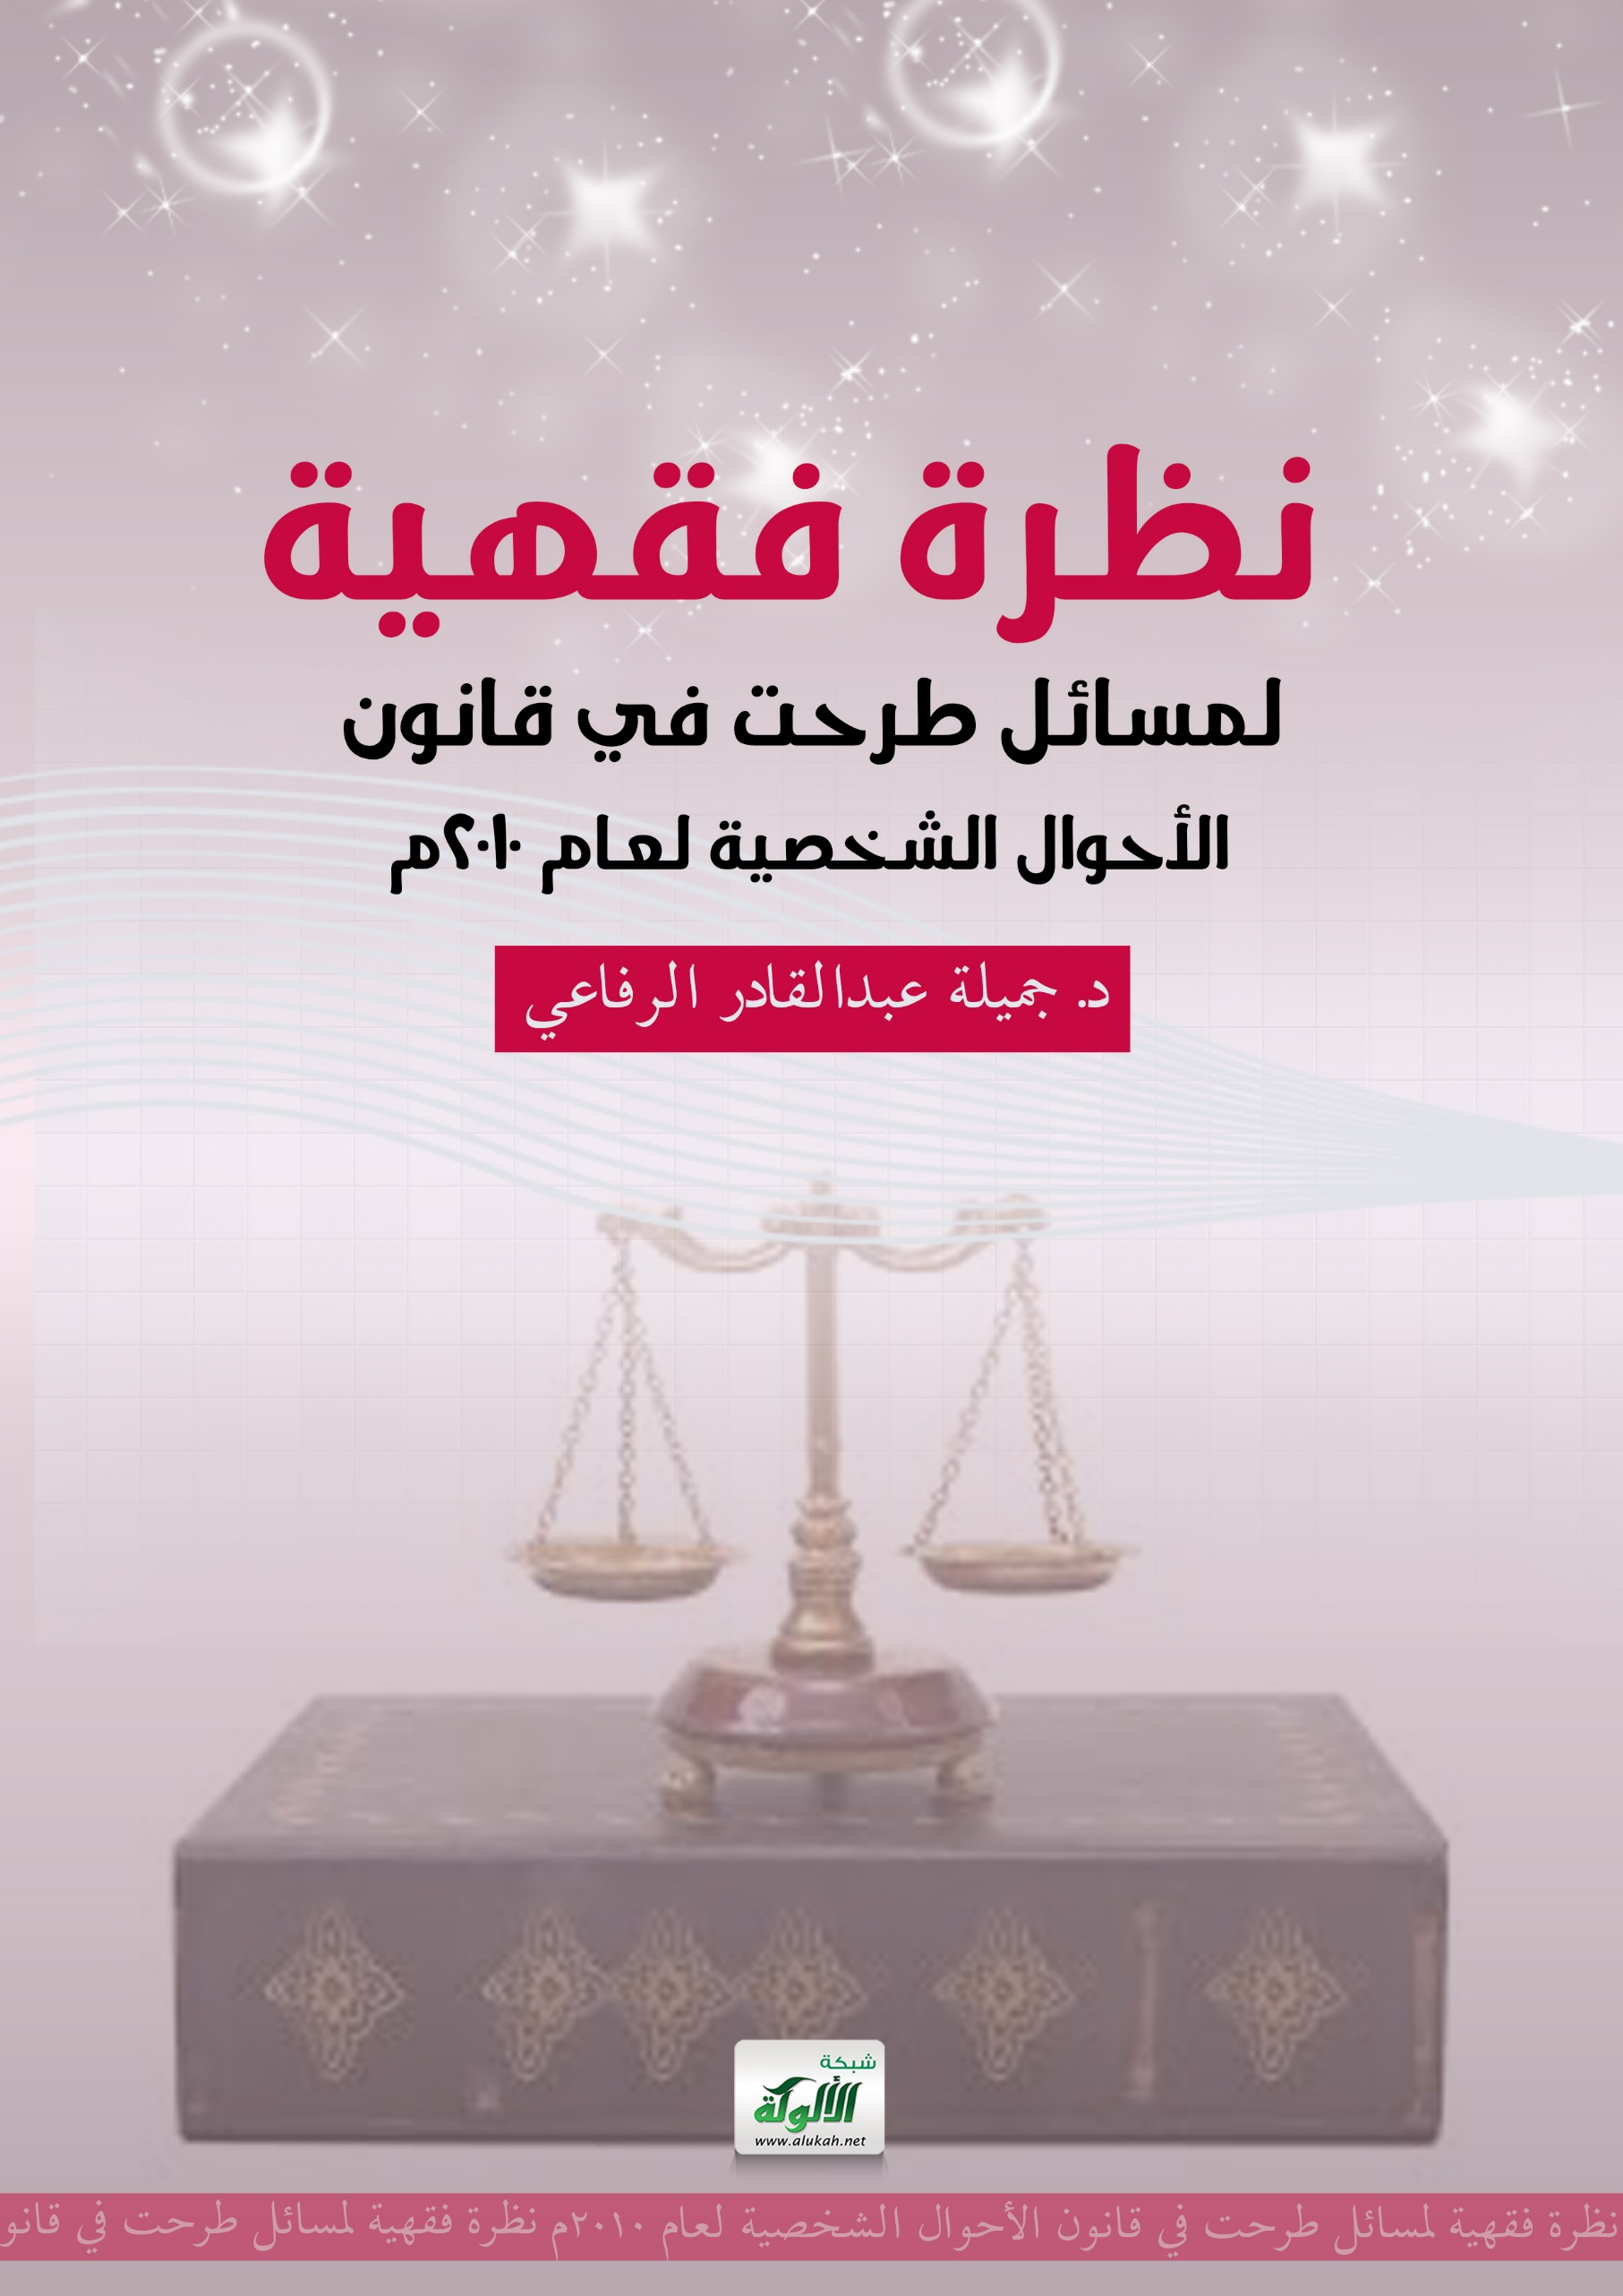 نظرة فقهية
لمسائل طرحت في قانون
الأحوال الشخصية لعام ٢٠١٠م
د. جميلة عبدالقادر الرفاعي
شبكة
الألوكة
www.alukah.net
نظرة فقهية لمسائل طرحت في قانون الأحوال الشخصية لعام ٢٠١٠م نظرة فقهية لمسائل طرحت في قانو